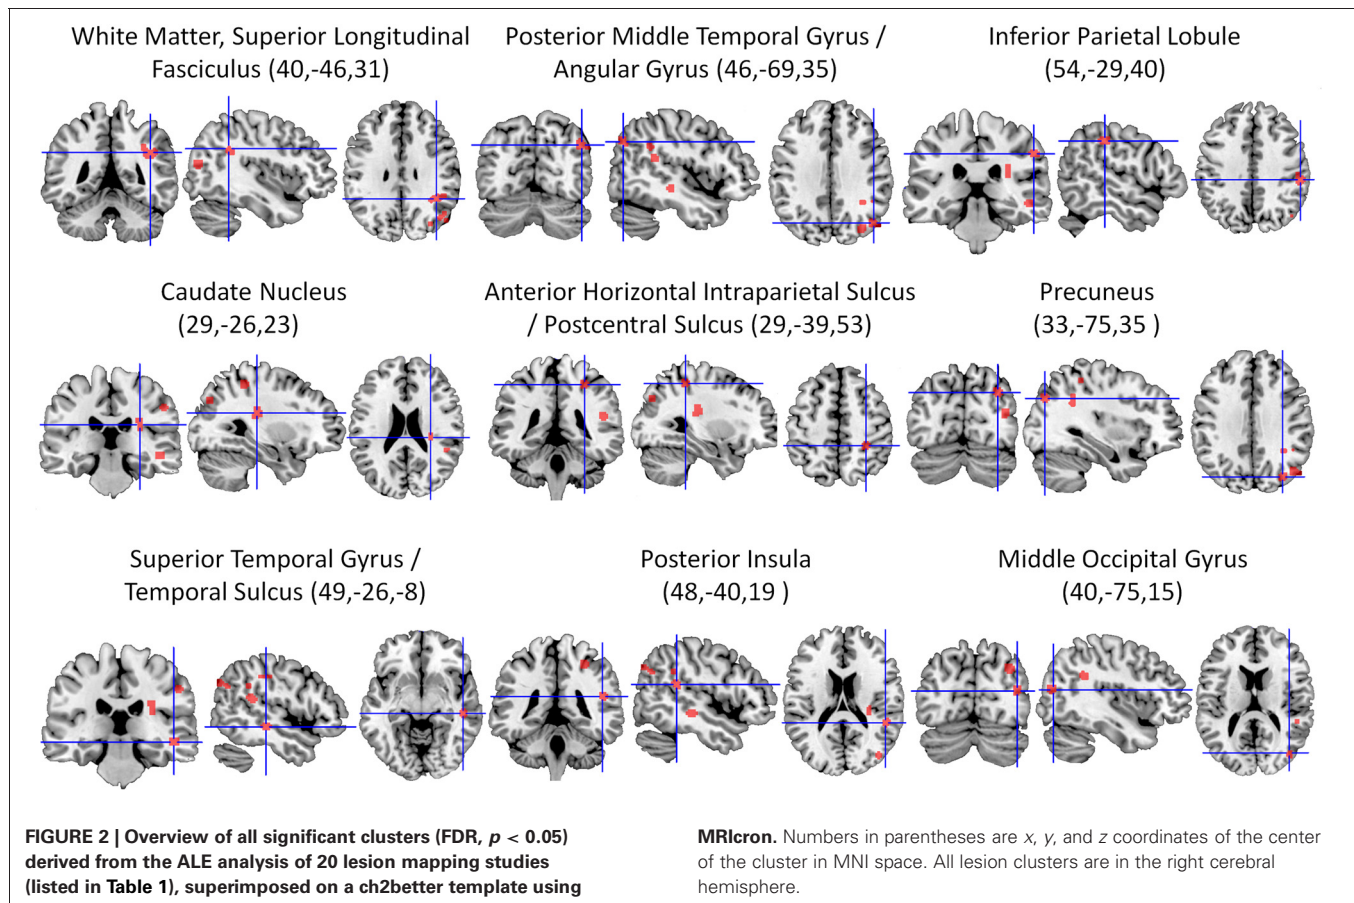 White Matter, Superior Longitudinal
Fasciculus (40,-46,31)
Posterior Middle Temporal Gyrus /
Angular Gyrus (46,-69,35)
Inferior Parietal Lobule
(54,-29,40)
Caudate Nucleus
(29,-26,23)
Anterior Horizontal Intraparietal Sulcus
/ Postcentral Sulcus (29,-39,53)
Precuneus
(33,-75,35 )
Superior Temporal Gyrus /
Temporal Sulcus (49,-26,-8)
Posterior Insula
(48,-40,19 )
Middle Occipital Gyrus
(40,-75,15)
FIGURE 2 | Overview of all significant clusters (FDR, p < 0.05)
derived from the ALE analysis of 20 lesion mapping studies
(listed in Table 1), superimposed on a ch2better template using
MRIcron. Numbers in parentheses are x, y, and z coordinates of the center
of the cluster in MNI space. All lesion clusters are in the right cerebral
hemisphere.